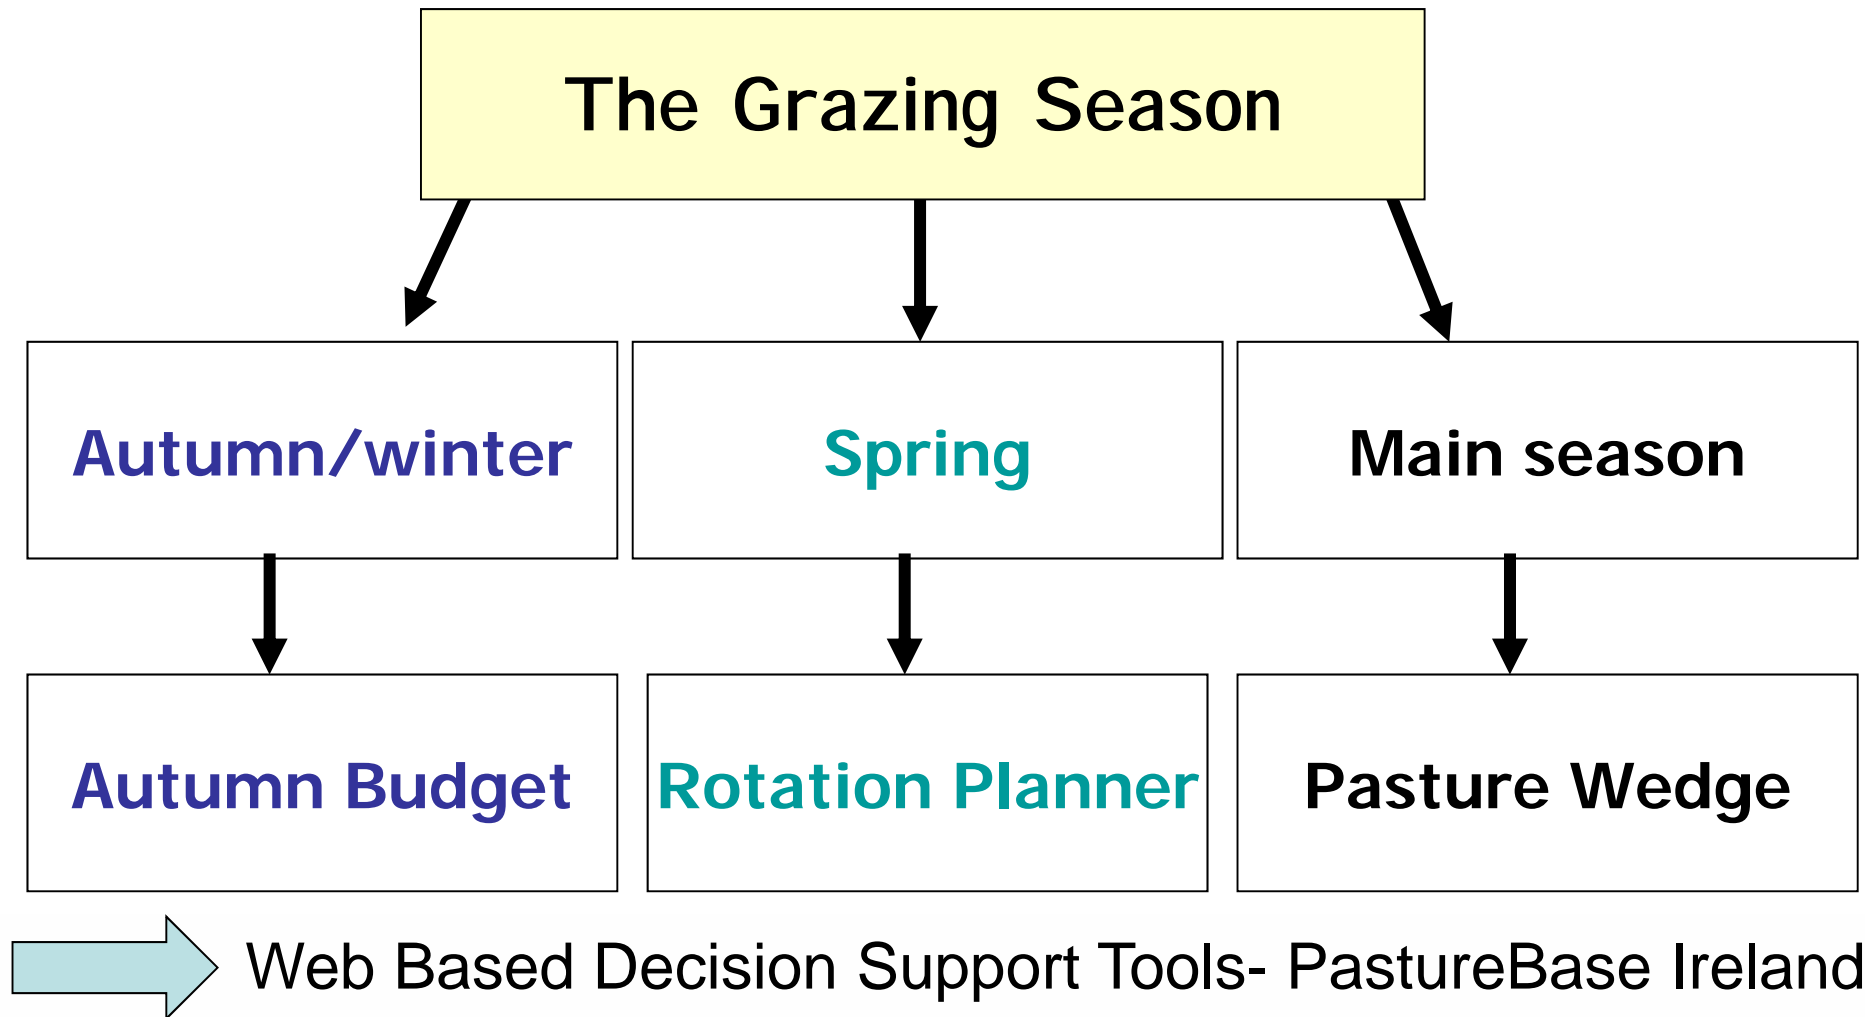 The Grazing Season
Autumn/winter
Spring
Main season
Autumn Budget
Rotation Planner
Pasture Wedge
Web Based Decision Support Tools- PastureBase Ireland